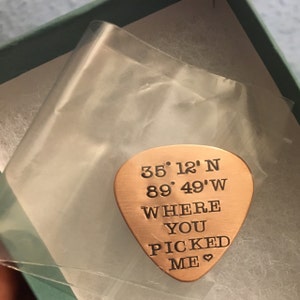 35° 12' N
89° 49' W
WHERE
YOU
PICKED
ME ♡